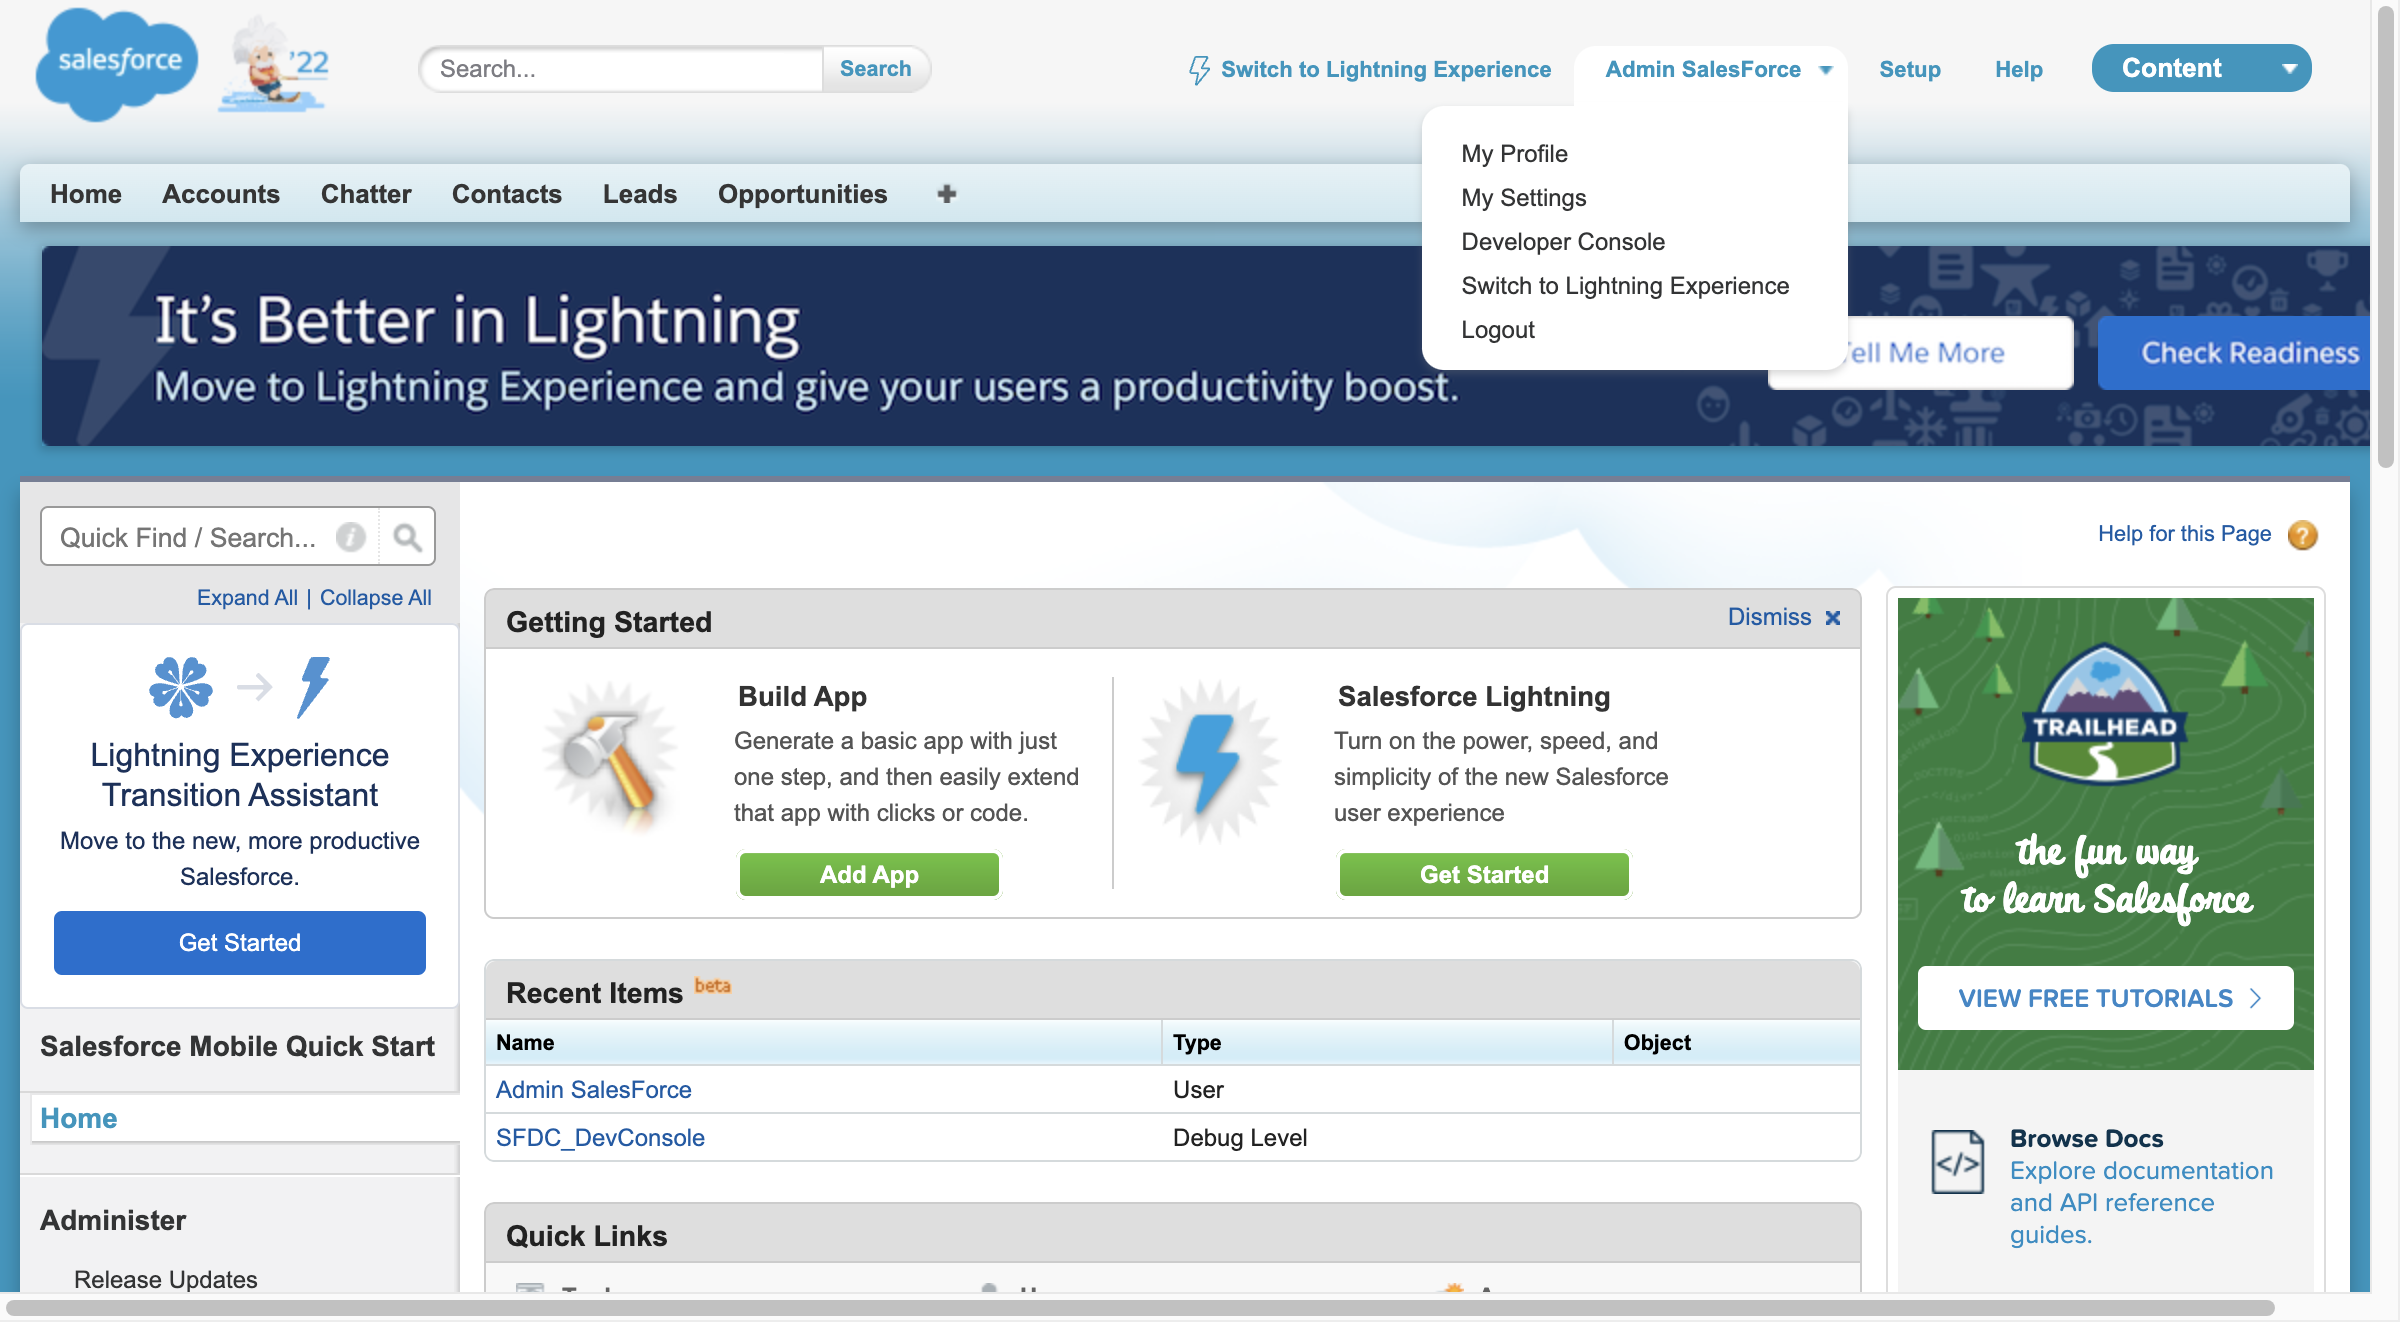 salesforce
'22
Search...
Search
Switch to Lightning Experience
Admin SalesForce
Setup
Help
Content
My Profile
My Settings
Developer Console
Switch to Lightning Experience
Logout
Home
Accounts
Chatter
Contacts
Leads
Opportunities
It's Better in Lightning
Move to Lightning Experience and give your users a productivity boost.
ell Me More
Check Readiness
Quick Find / Search...
Expand All | Collapse All
Lightning Experience
Transition Assistant
Move to the new, more productive
Salesforce.
Get Started
Salesforce Mobile Quick Start
Home
Administer
Release Updates
Help for this Page
Getting Started
Dismiss
Build App
Generate a basic app with just
one step, and then easily extend
that app with clicks or code.
Add App
Salesforce Lightning
Turn on the power, speed, and
simplicity of the new Salesforce
user experience
Get Started
Recent Items beta
Name
Type
Object
Admin SalesForce
User
SFDC_DevConsole
Debug Level
Quick Links
TRAILHEAD
the fun way
to learn Salesforce
VIEW FREE TUTORIALS
Browse Docs
Explore documentation
and API reference
guides.